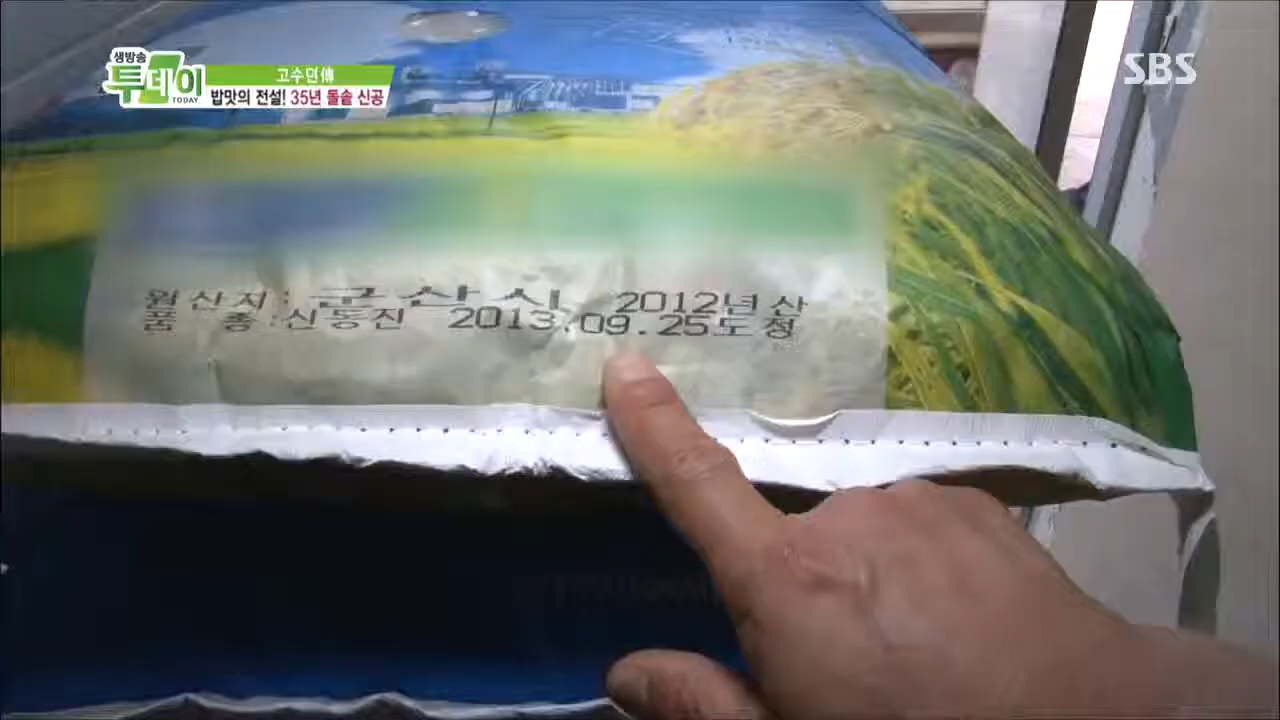 생방송
투데이
TODAY
고수뎐傳
밥맛의 전설! 35년 돌솥 신공
SBS
원산지: 군산시 2012년산
품 종:신동진 2013.09.25도정